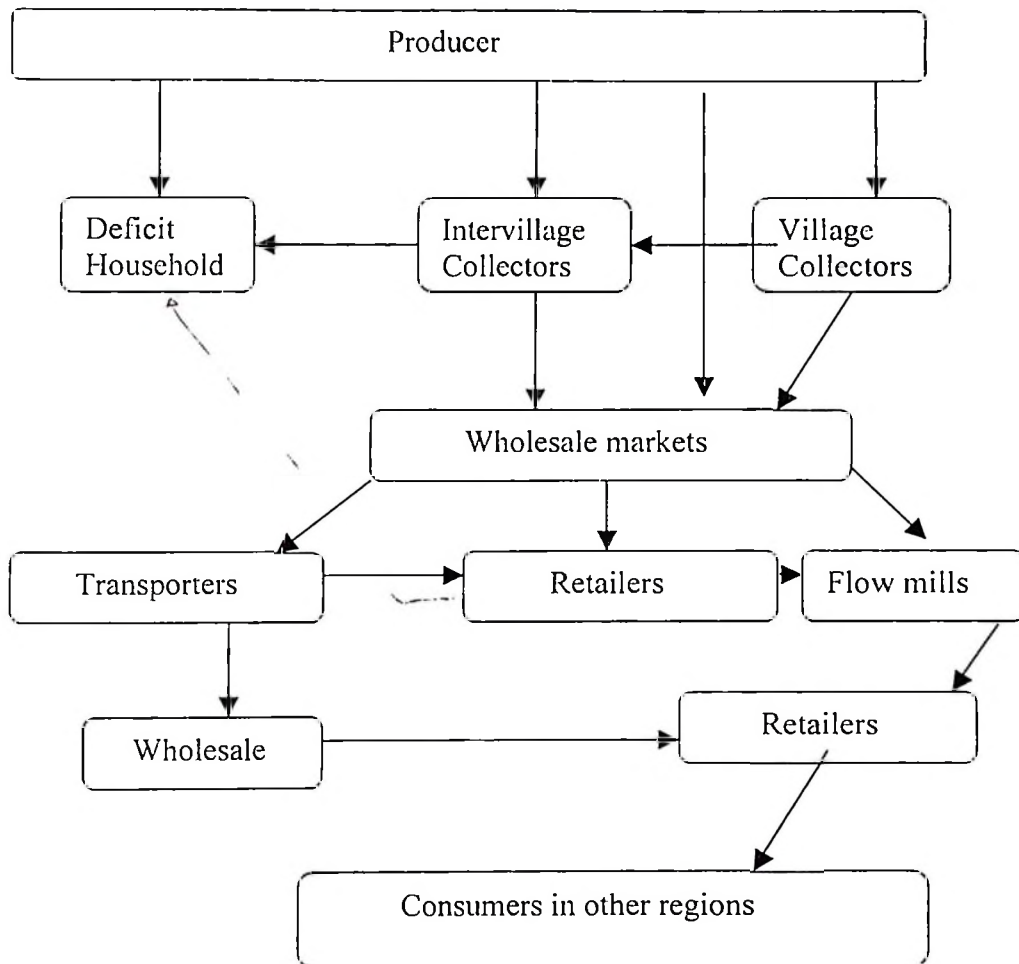 Producer
Deficit
Household
Intervillage
Collectors
Village
Collectors
Wholesale markets
Transporters
Retailers
Flow mills
Wholesale
Retailers
Consumers in other regions